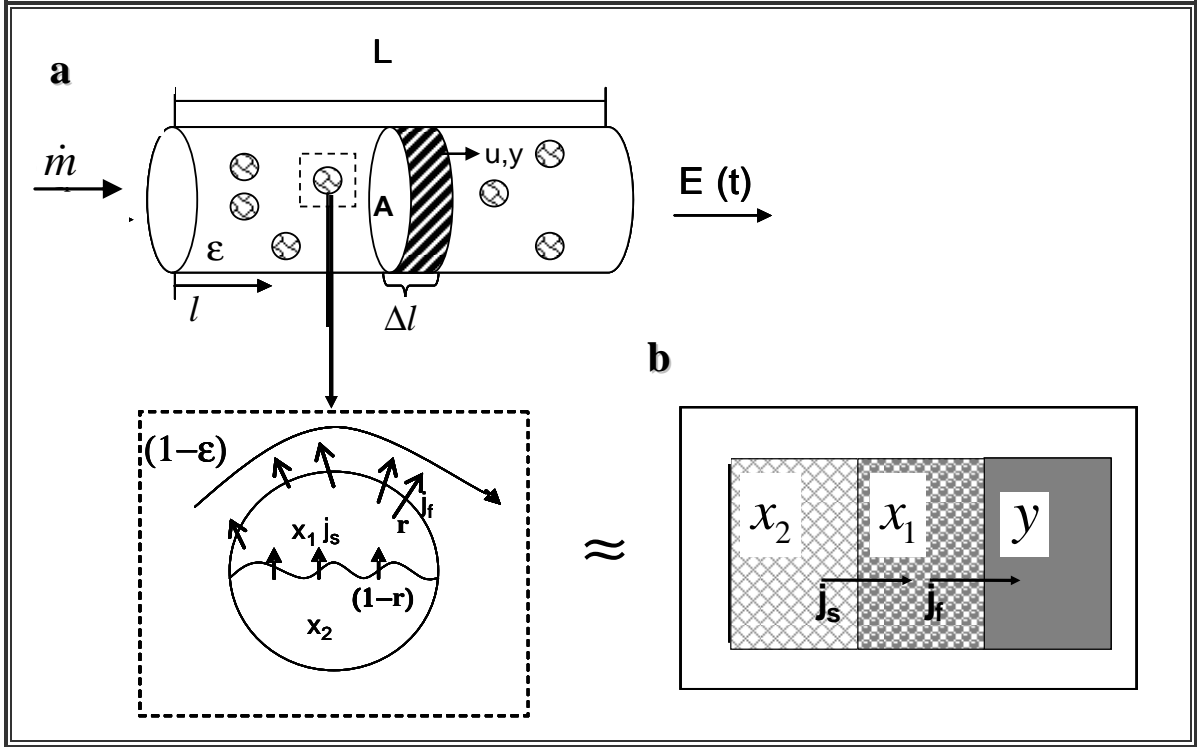 a
L
ṁ
u,y
E (t)
A
ε
l
Δl
b
(1–ε)
jf
r
x1 js
(1–r)
x2
≈
x2
x1
y
js
jf